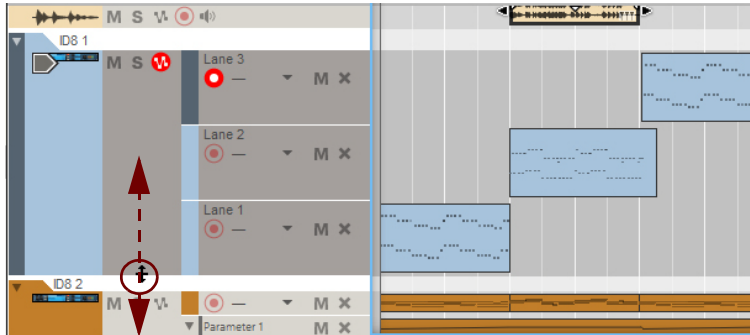 M S
ID8 1
M S
Lane 3
M
Lane 2
M
Lane 1
M
ID8 2
M
M
Parameter 1
M